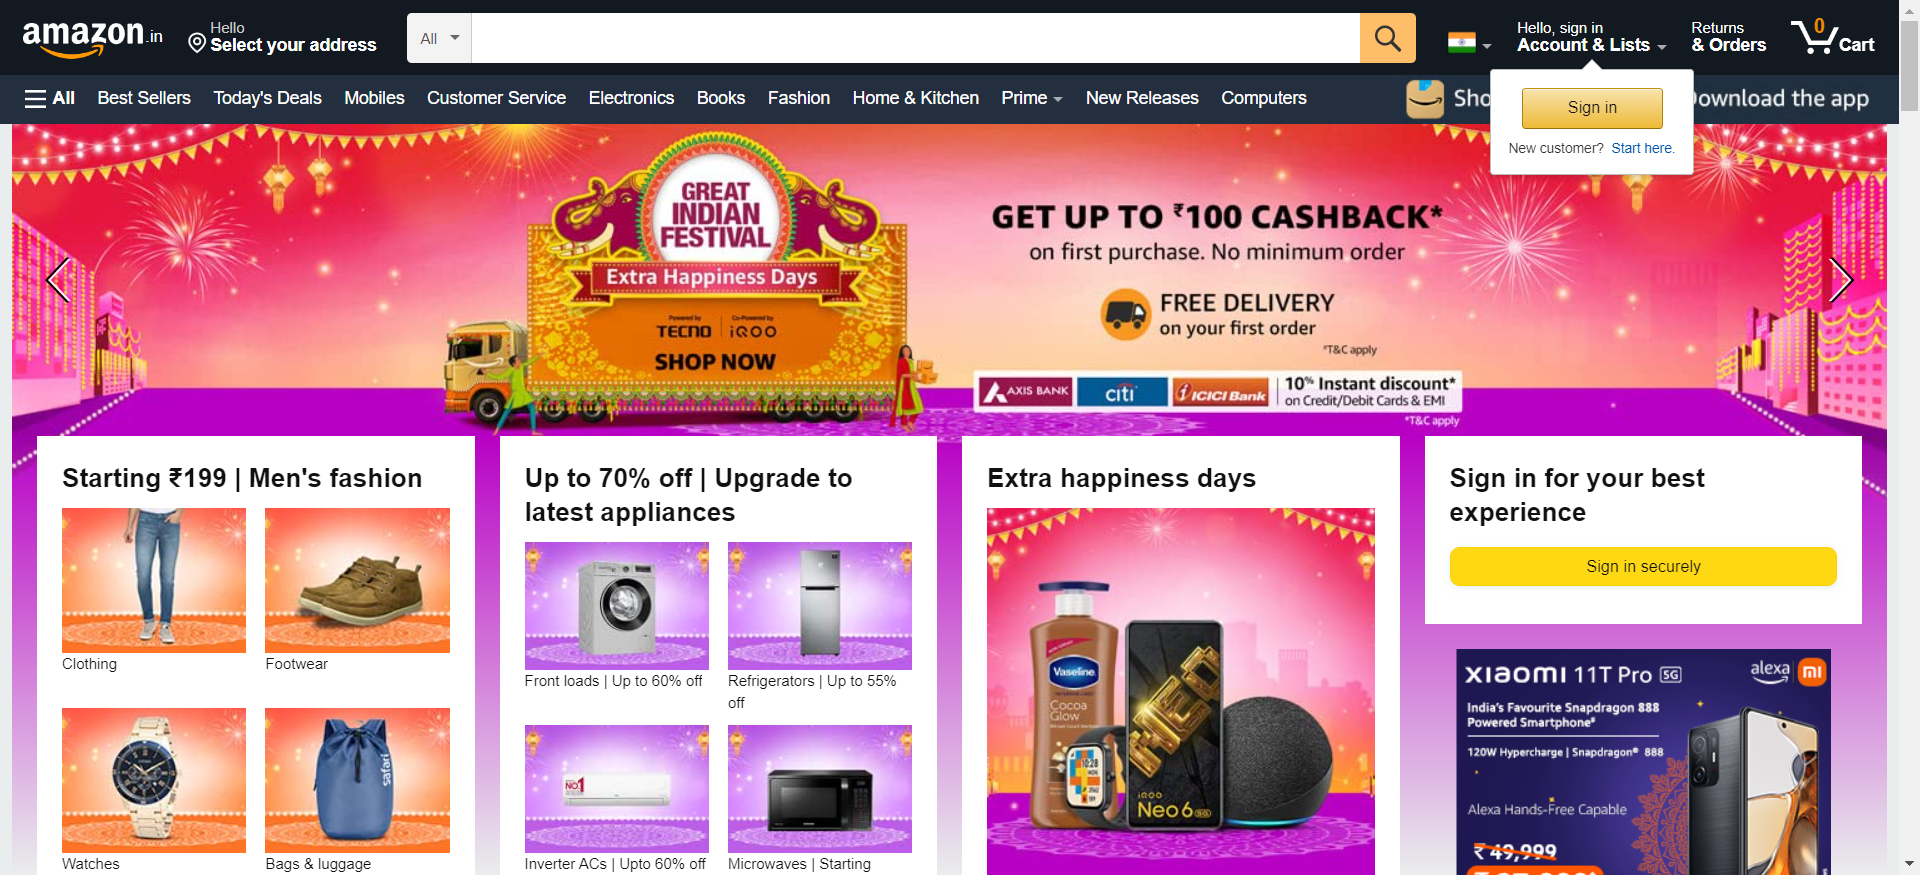 amazon.in
Hello
Select your address
All
Hello, sign in
Account & Lists
Returns
& Orders
0
Cart
All
Best Sellers
Today's Deals
Mobiles
Customer Service
Electronics
Books
Fashion
Home & Kitchen
Prime
New Releases
Computers
Sho
Download the app
Sign in
New customer? Start here.
GREAT
INDIAN
FESTIVAL
Extra Happiness Days
Powered by
TECNO
Co-Powered by
iQOO
SHOP NOW
GET UP TO ₹100 CASHBACK*
on first purchase. No minimum order
FREE DELIVERY
on your first order
*T&C apply
AXIS BANK
citi
ICICI Bank
10% Instant discount*
on Credit/Debit Cards & EMI
*T&C apply
Starting ₹199 | Men's fashion
Clothing
Footwear
safari
Watches
Bags & luggage
Up to 70% off | Upgrade to
latest appliances
Front loads | Up to 60% off
Refrigerators | Up to 55%
off
NO.1
Inverter ACs | Upto 60% off
Microwaves | Starting
Extra happiness days
Vaseline
Cocoa
Glow
10:28
iQOO
Neo 6 5G
Sign in for your best
experience
Sign in securely
XIAOMI 11T Pro 5G
alexa
mi
India's Favourite Snapdragon 888
Powered Smartphone*
120W Hypercharge | Snapdragon® 888
Alexa Hands-Free Capable
₹ 49,999